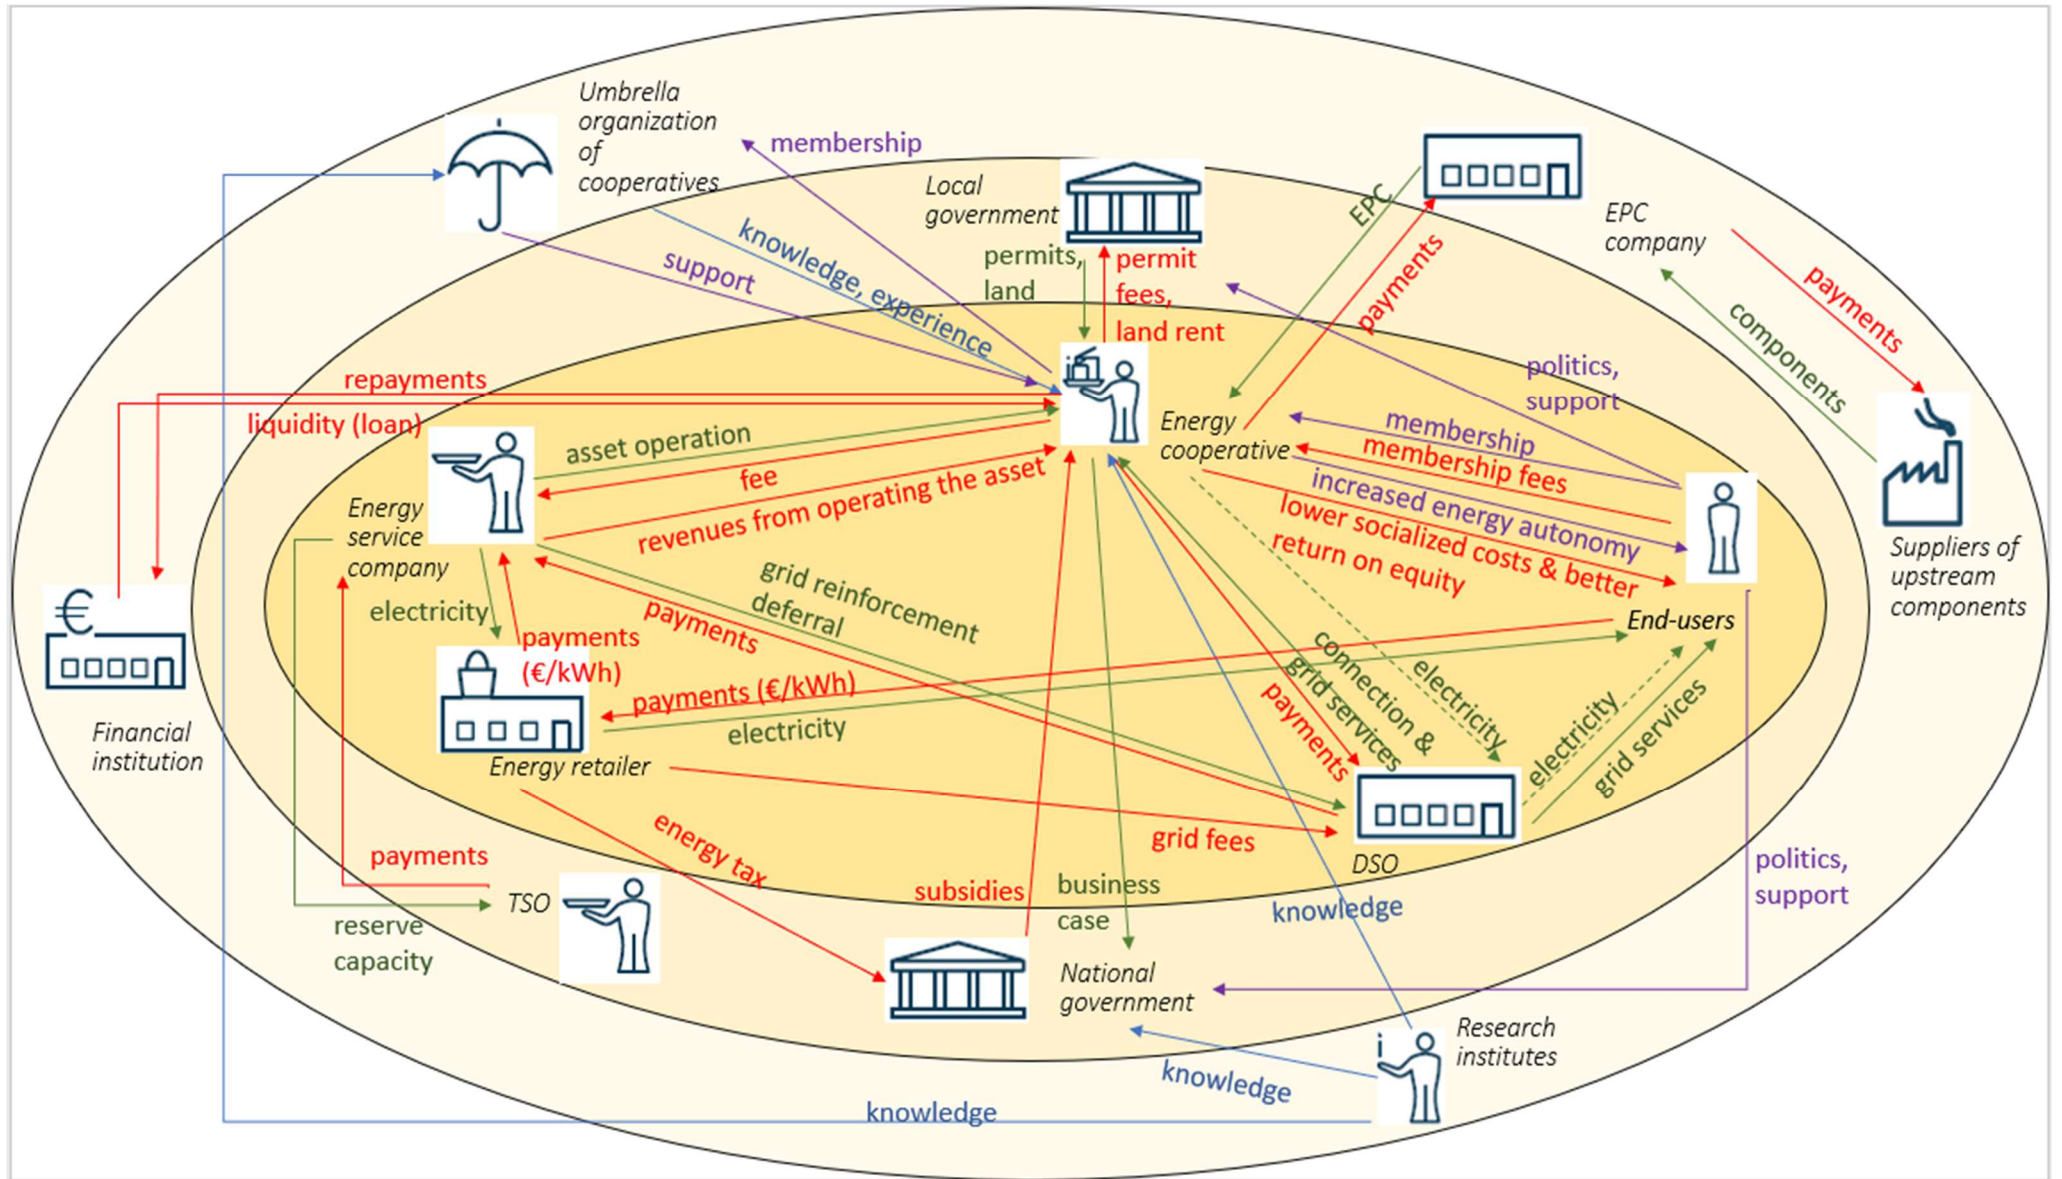 Umbrella
organization
of
cooperatives
membership
Local
government
EPC
EPC
company
permits,
land
permit
fees,
land rent
payments
payments
components
knowledge, experience
support
politics,
support
repayments
liquidity (loan)
asset operation
fee
revenues from operating the asset
Energy
cooperative
membership
membership fees
increased energy autonomy
lower socialized costs & better
return on equity
Energy
service
company
Suppliers of
upstream
components
End-users
electricity
payments
(€/kWh)
grid reinforcement
deferral
payments
payments (€/kWh)
electricity
connection &
grid services
electricity
payments
electricity
grid services
€
Financial
institution
Energy retailer
energy tax
grid fees
DSO
payments
TSO
reserve
capacity
subsidies
business
case
knowledge
politics,
support
National
government
i
Research
institutes
knowledge
knowledge